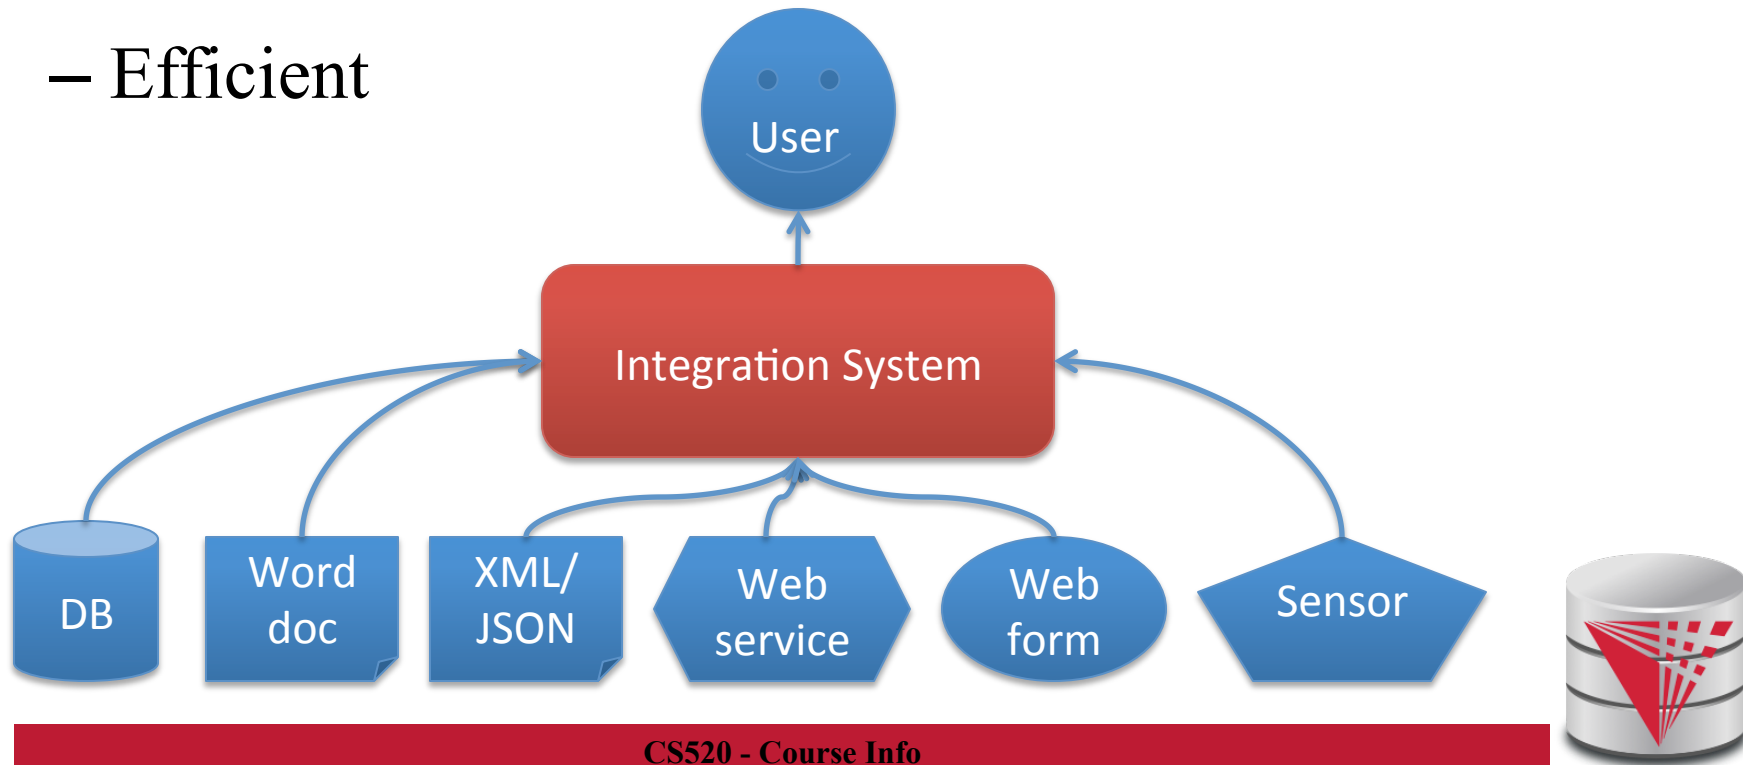 – Efficient
User
Integration System
DB
Word
doc
XML/
JSON
Web
service
Web
form
Sensor
CS520 - Course Info